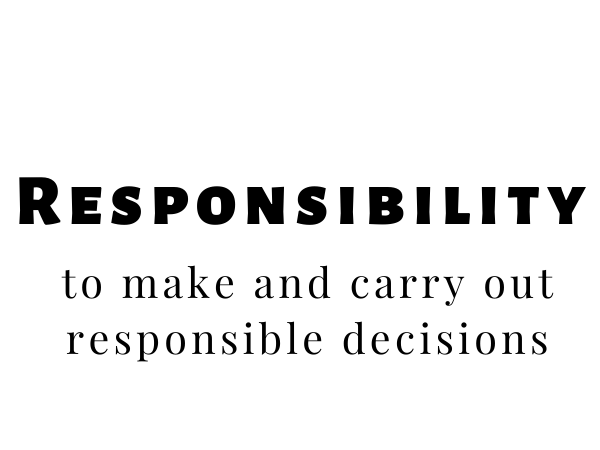 Responsibility
to make and carry out
responsible decisions